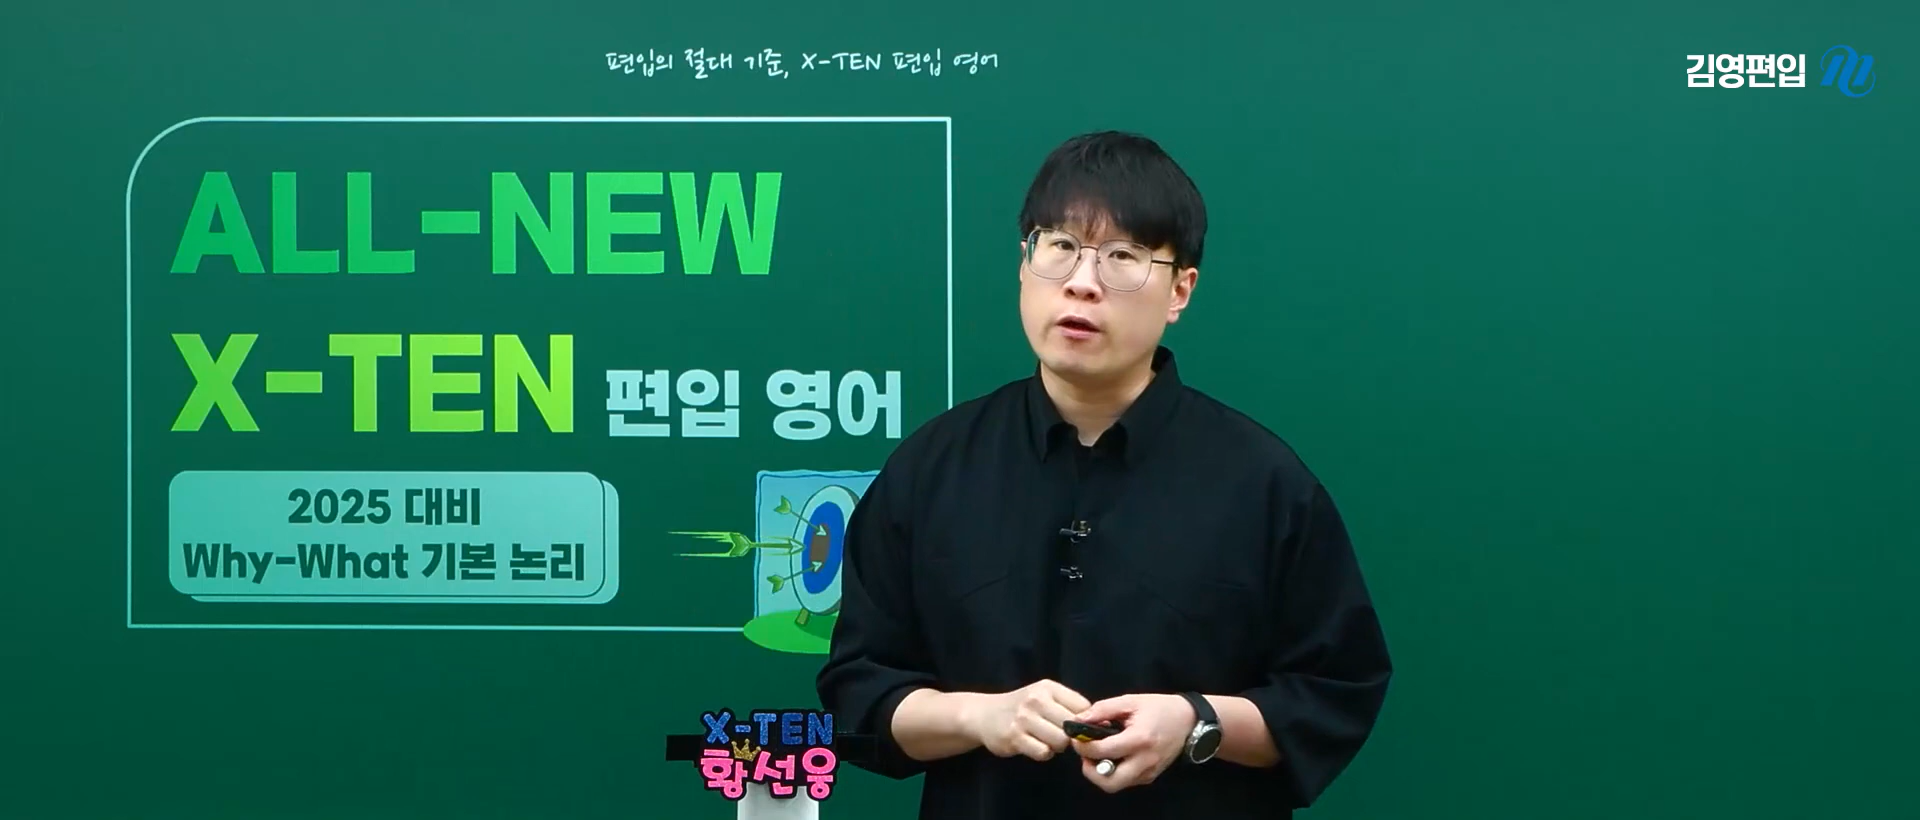 편입의 절대 기준, X-TEN 편입 영어
김영편입
ALL-NEW
X-TEN 편입 영어
2025 대비
Why-What 기본 논리
X-TEN
황선웅